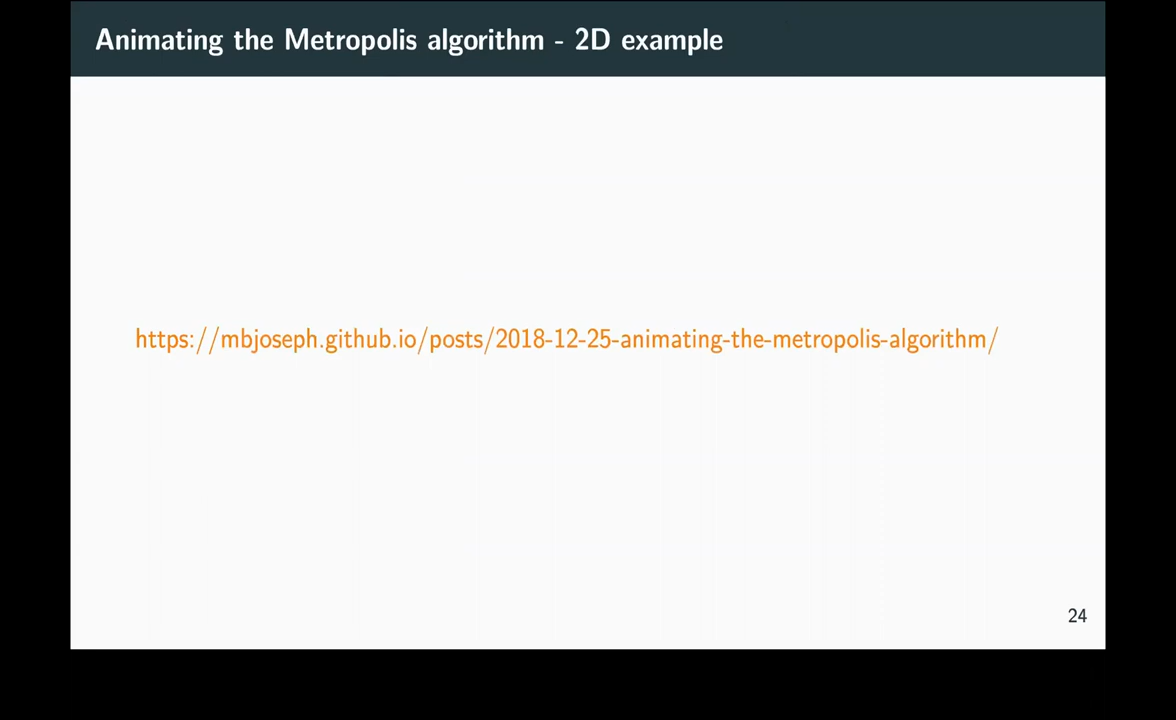 Animating the Metropolis algorithm - 2D example
https://mbjoseph.github.io/posts/2018-12-25-animating-the-metropolis-algorithm/
24